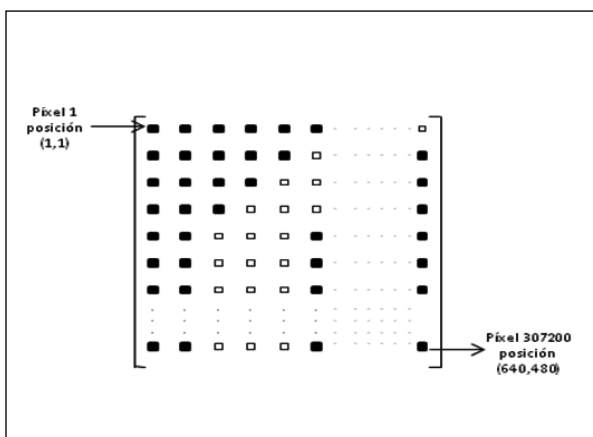 Píxel 1
posición
(1,1)
Píxel 307200
posición
(640,480)